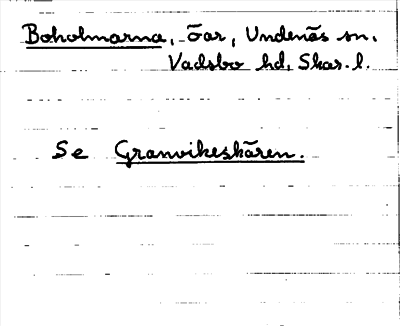 Boholmarna, öar, Undenäs sn.
Vadsbo hd, Skar. l.
Se Granvikeskären.